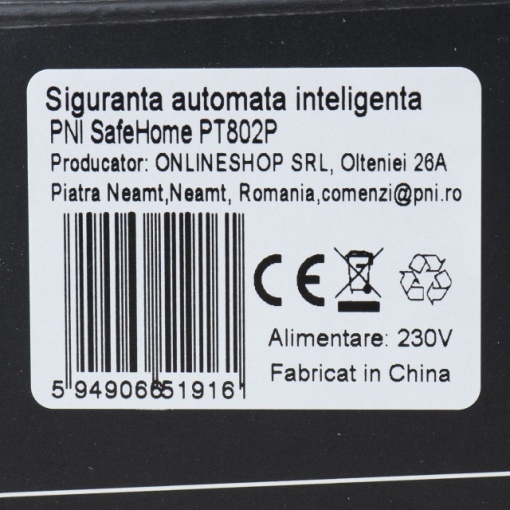 Siguranta automata inteligenta
PNI SafeHome PT802P
Producator: ONLINESHOP SRL, Olteniei 26A
Piatra Neamt,Neamt, Romania,comenzi@pni.ro
CE
Alimentare: 230V
Fabricat in China
5 949066 519161